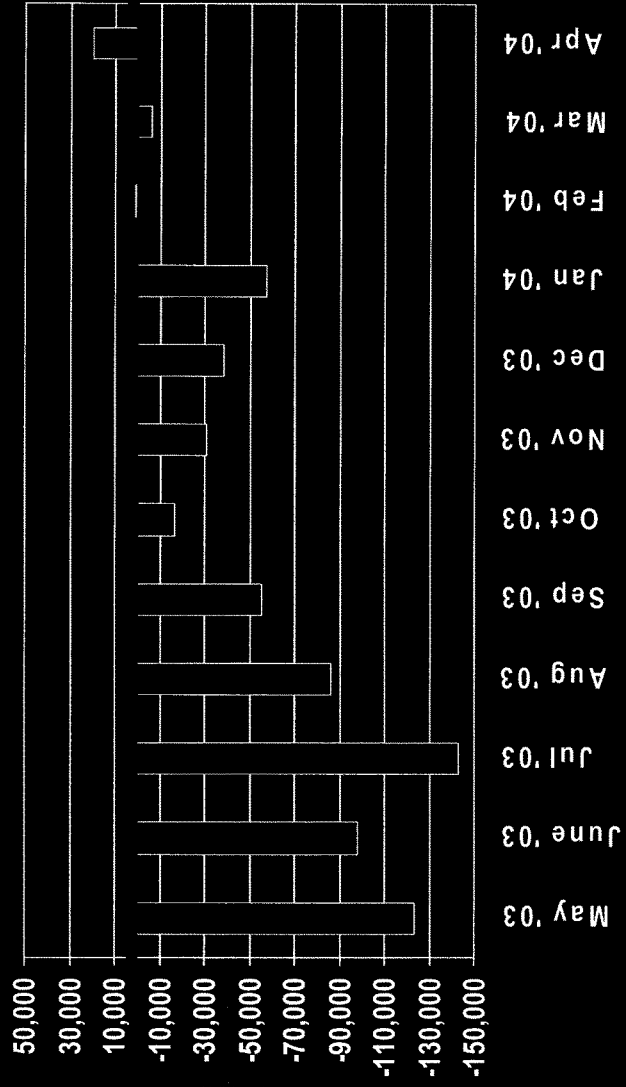 50,000
30,000
10,000
-10,000
-30,000
-50,000
-70,000
-90,000
-110,000
-130,000
-150,000
May '03
June '03
Jul '03
Aug '03
Sep '03
Oct '03
Nov '03
Dec '03
Jan '04
Feb '04
Mar '04
Apr '04